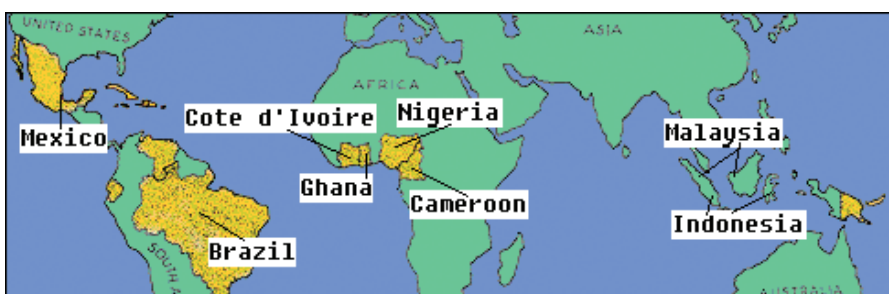 UNITED STATES
ASIA
AFRICA
Mexico
Cote d'Ivoire
Nigeria
Malaysia
Ghana
Cameroon
Brazil
Indonesia
SOUTH A
AUSTRALIA